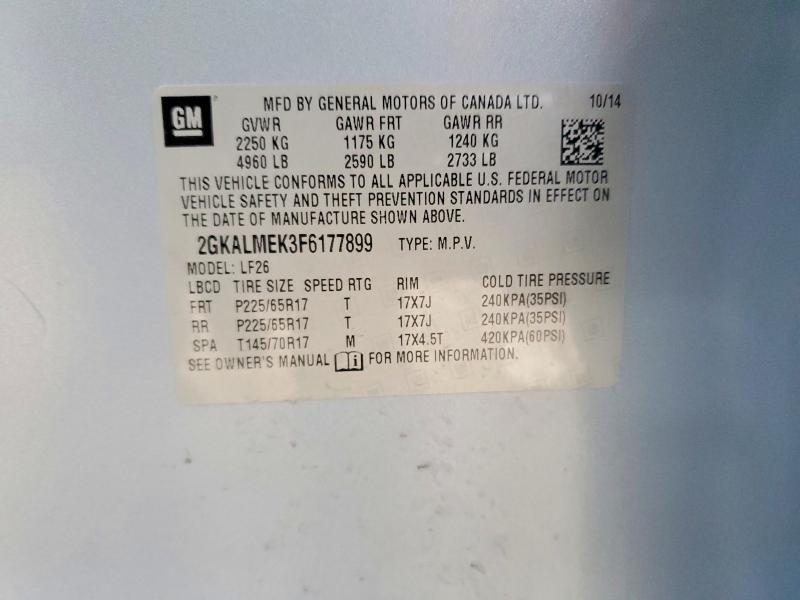 GM MFD BY GENERAL MOTORS OF CANADA LTD. 10/14
GVWR GAWR FRT GAWR RR
2250 KG 1175 KG 1240 KG
4960 LB 2590 LB 2733 LB
THIS VEHICLE CONFORMS TO ALL APPLICABLE U.S. FEDERAL MOTOR
VEHICLE SAFETY AND THEFT PREVENTION STANDARDS IN EFFECT ON
THE DATE OF MANUFACTURE SHOWN ABOVE.
2GKALMEK3F6177899 TYPE: M.P.V.
MODEL: LF26
LBCD TIRE SIZE SPEED RTG RIM COLD TIRE PRESSURE
FRT P225/65R17 T 17X7J 240KPA(35PSI)
RR P225/65R17 T 17X7J 240KPA(35PSI)
SPA T145/70R17 M 17X4.5T 420KPA(60PSI)
SEE OWNER'S MANUAL i FOR MORE INFORMATION.